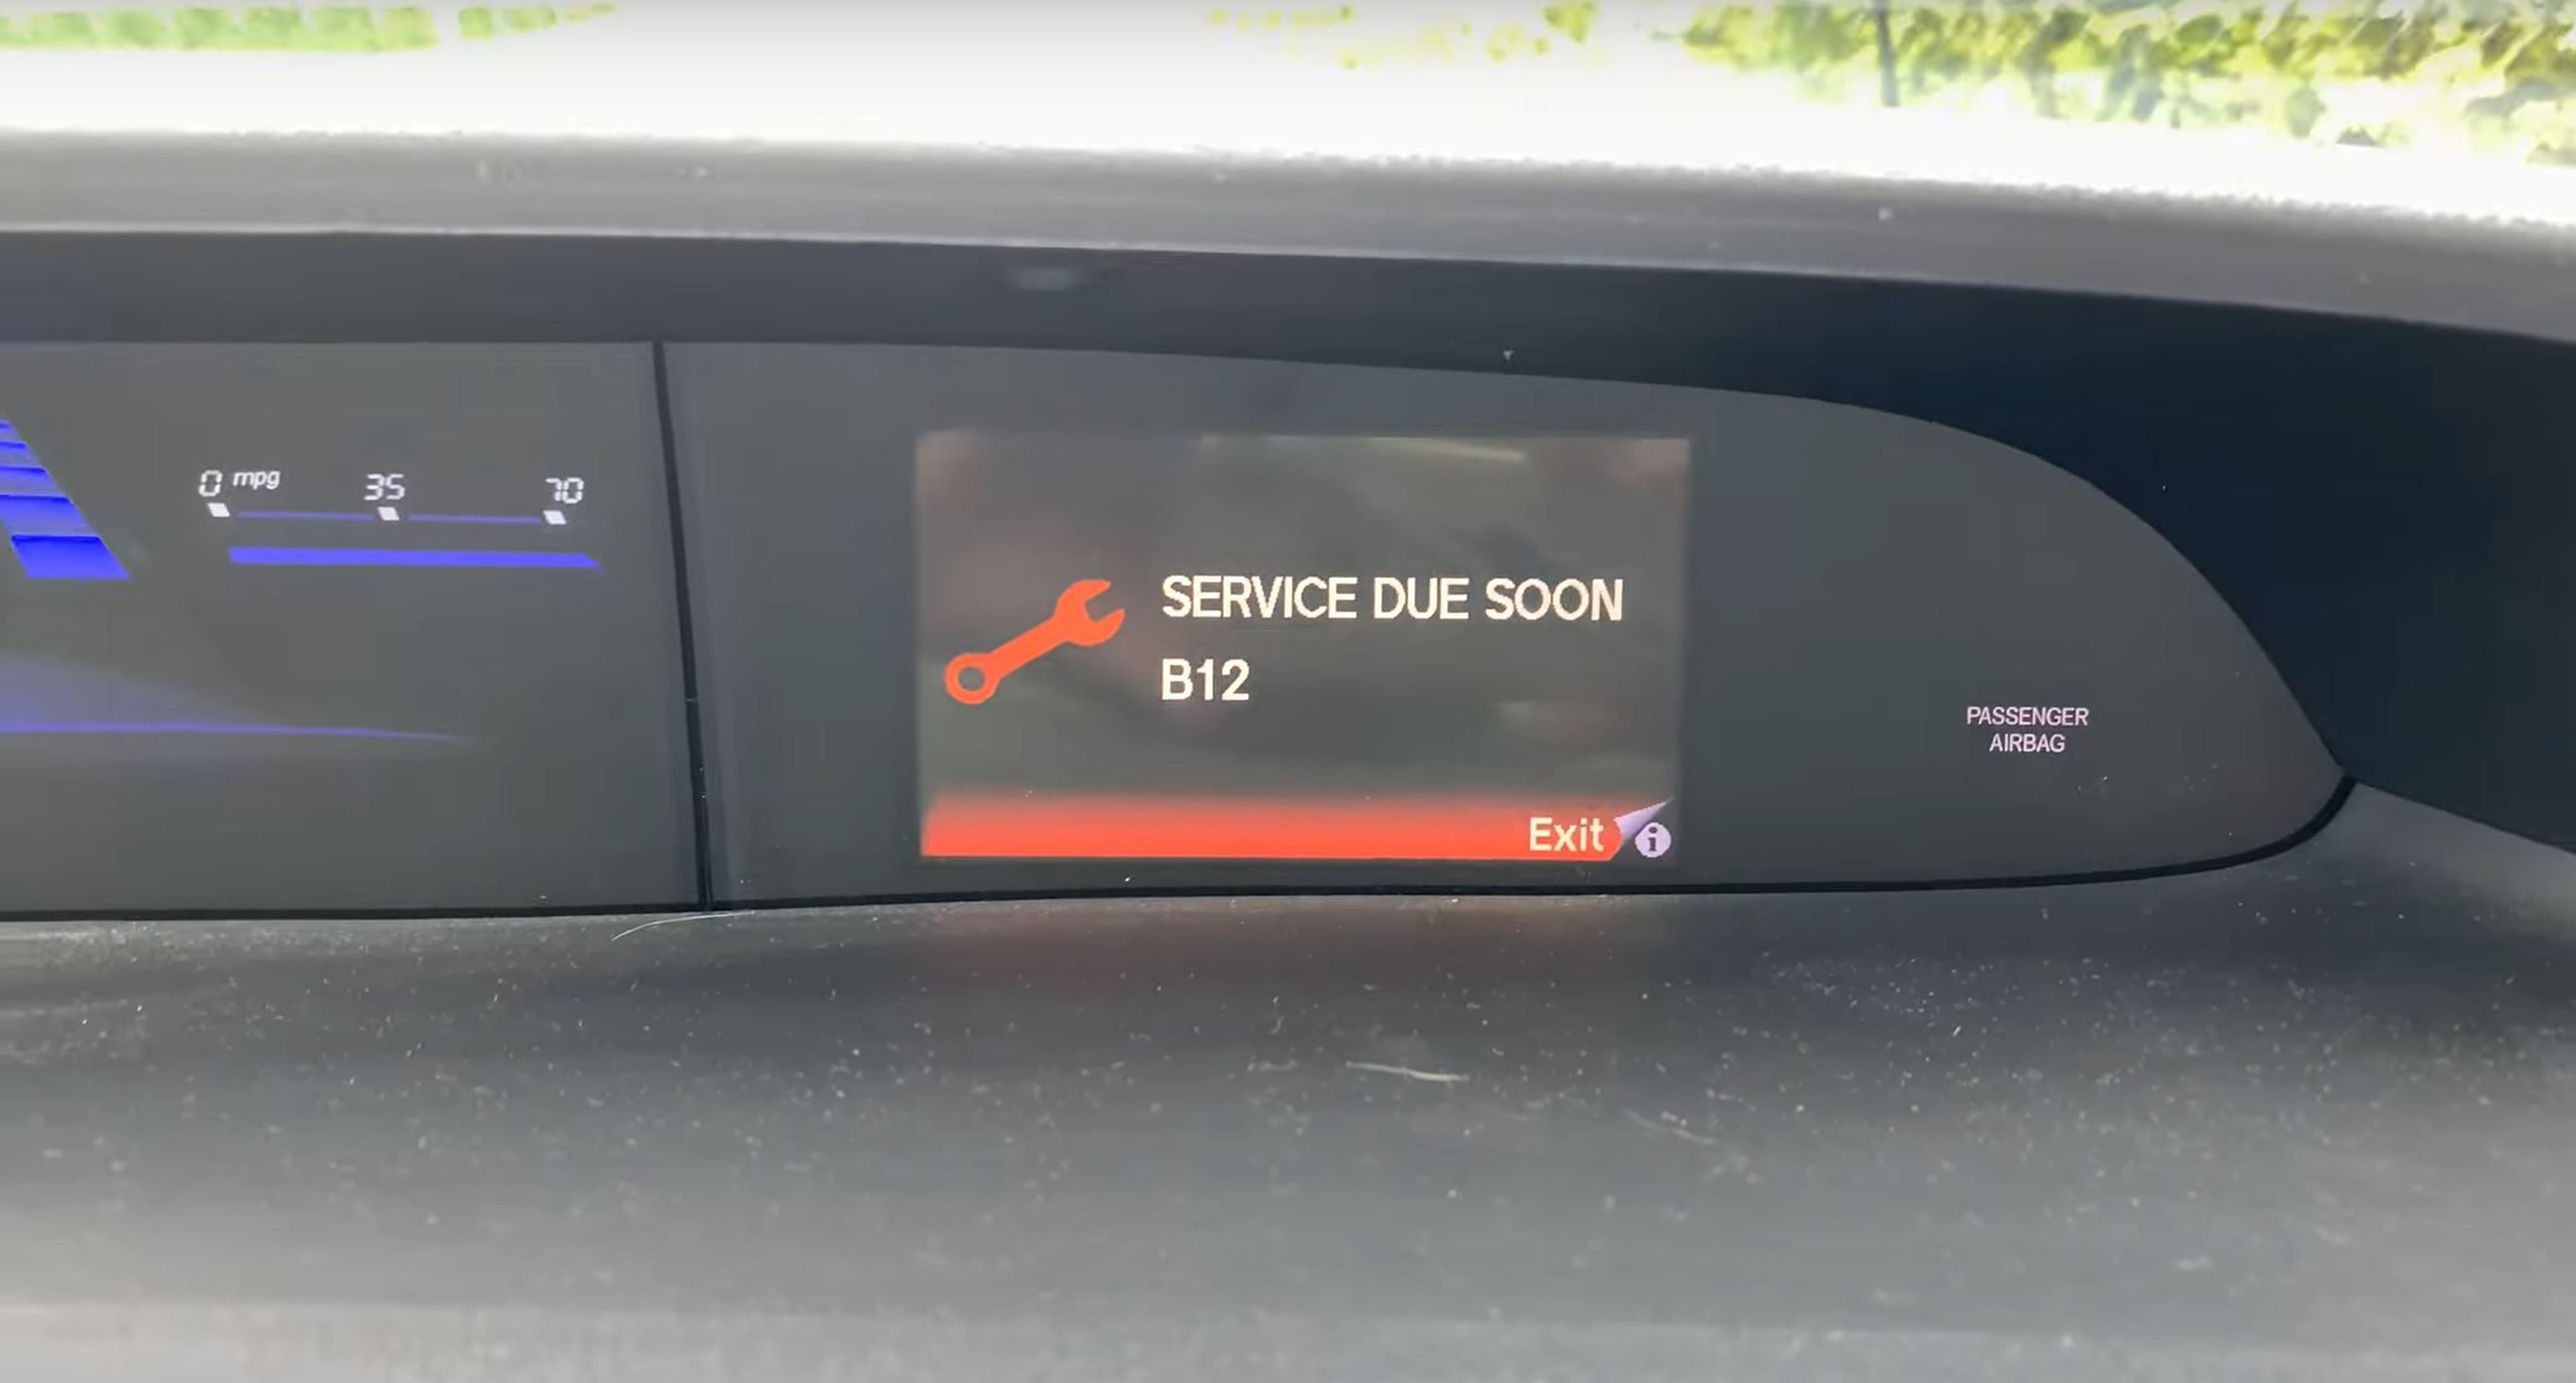 0 mpg 35 70
SERVICE DUE SOON
B12
Exit i
PASSENGER
AIRBAG